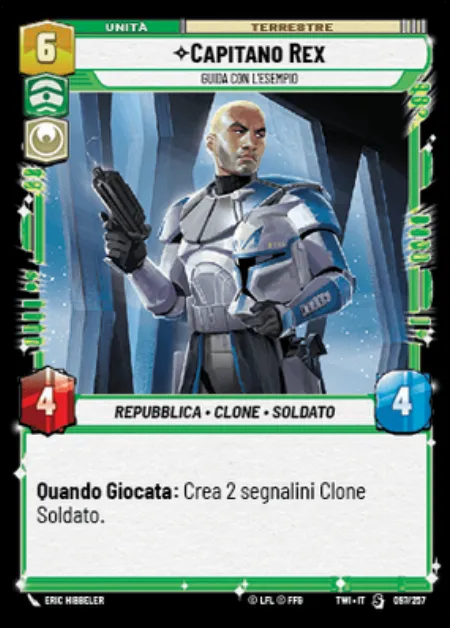 6
UNITÀ
TERRESTRE
CAPITANO REX
GUIDA CON L'ESEMPIO
4
REPUBBLICA • CLONE • SOLDATO
4
Quando Giocata: Crea 2 segnalini Clone
Soldato.
ERIC HIBBELER
© LFL © FFG
TWI • IT
097/257